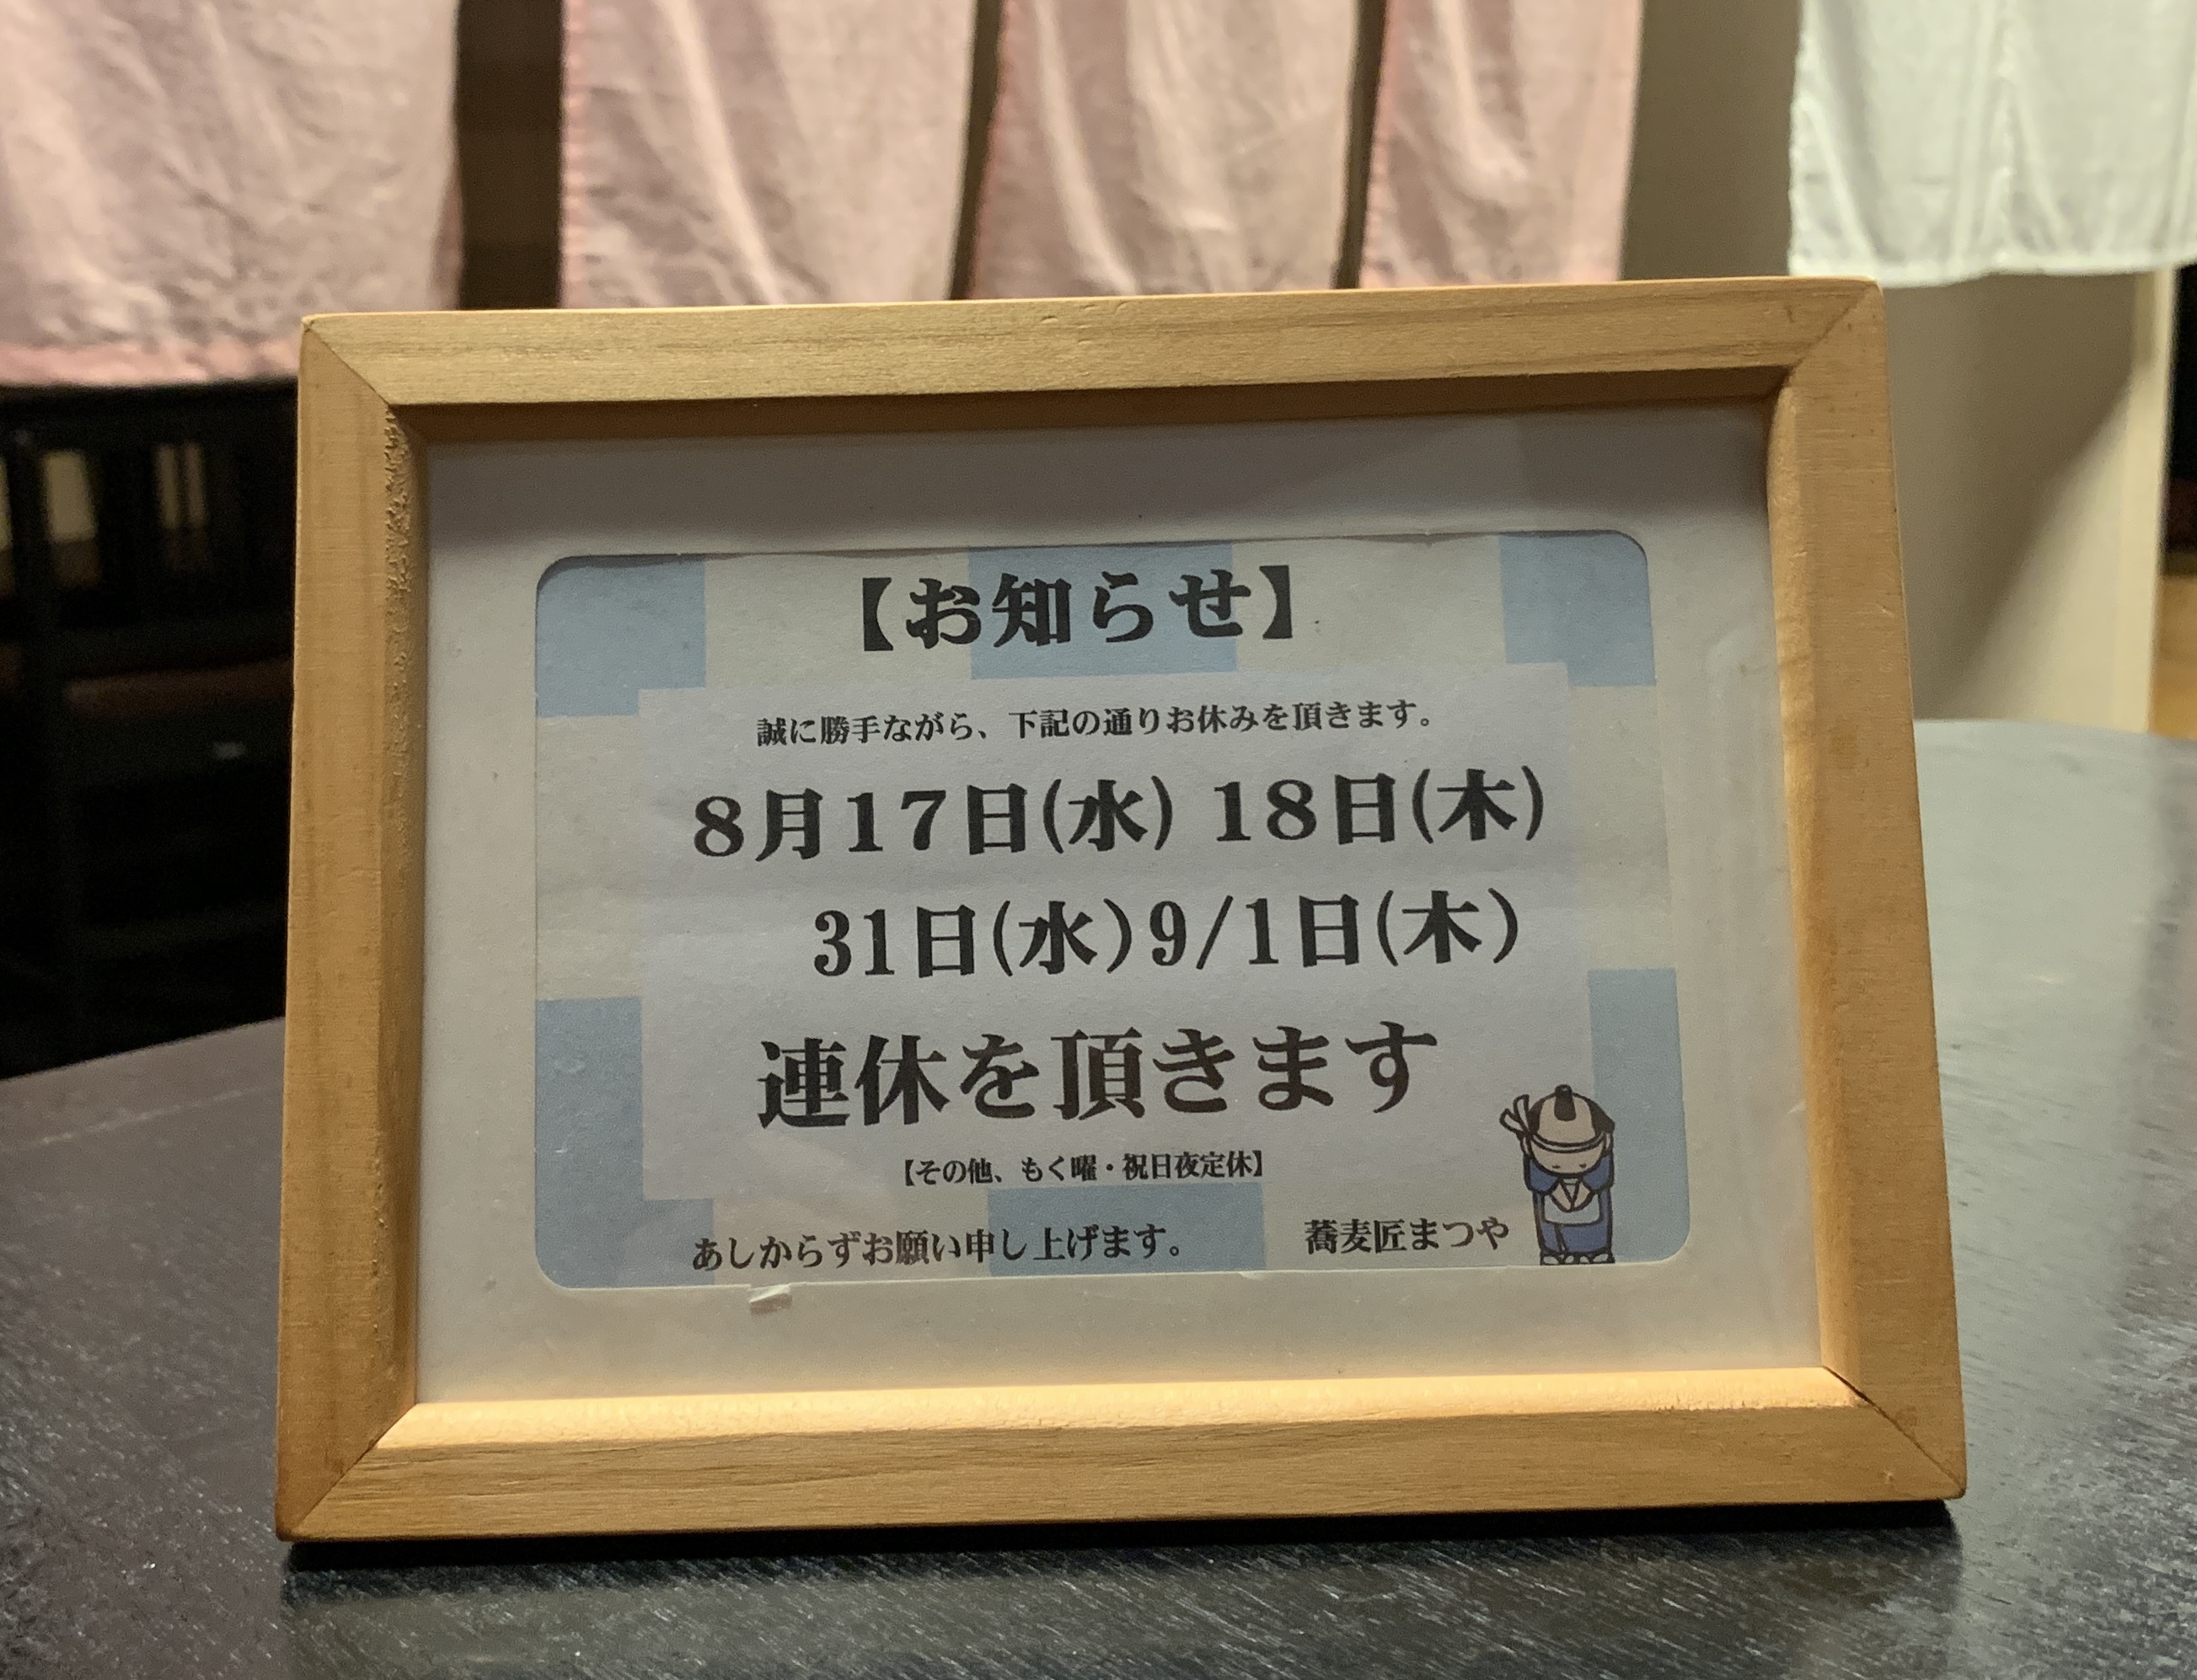 【お知らせ】
誠に勝手ながら、下記の通りお休みを頂きます。
8月17日(水) 18日(木)
31日(水)9/1日(木)
連休を頂きます
【その他、もく曜・祝日夜定休】
あしからずお願い申し上げます。 蕎麦匠まつや